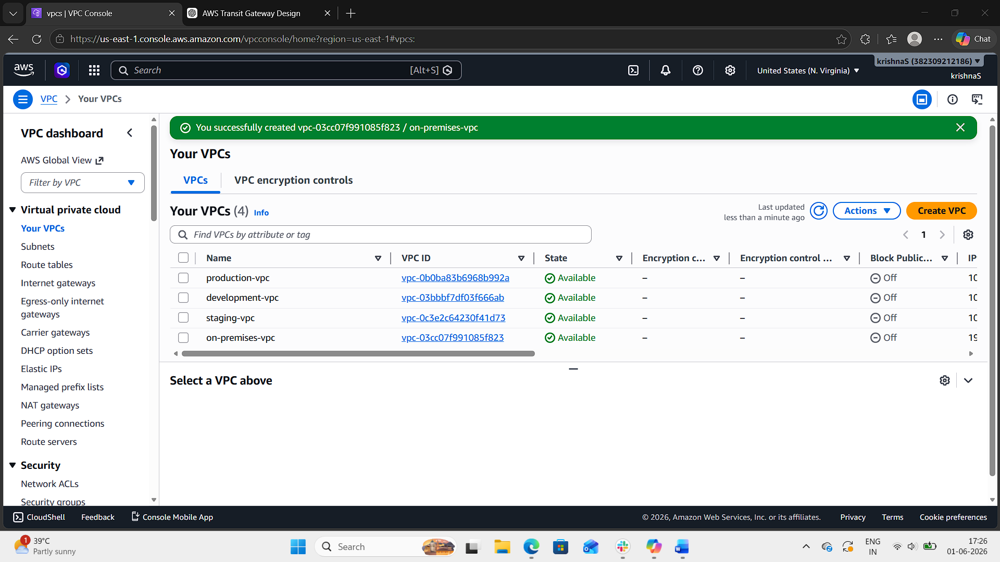 vpcs | VPC Console
AWS Transit Gateway Design
https://us-east-1.console.aws.amazon.com/vpcconsole/home?region=us-east-1#vpcs:
Chat
aws
Search
[Alt+S]
United States (N. Virginia)
krishnaS (382309212186)
krishnaS
VPC
Your VPCs
VPC dashboard
AWS Global View
Filter by VPC
Virtual private cloud
Your VPCs
Subnets
Route tables
Internet gateways
Egress-only internet
gateways
Carrier gateways
DHCP option sets
Elastic IPs
Managed prefix lists
NAT gateways
Peering connections
Route servers
Security
Network ACLs
Security groups
You successfully created vpc-03cc07f991085f823 / on-premises-vpc
Your VPCs
VPCs
VPC encryption controls
Your VPCs (4) Info
Last updated
less than a minute ago
Actions
Create VPC
Find VPCs by attribute or tag
1
Name VPC ID State Encryption c... Encryption control ... Block Public... IP
production-vpc vpc-0b0ba83b6968b992a Available – – Off 10
development-vpc vpc-03bbbf7df03f666ab Available – – Off 10
staging-vpc vpc-0c3e2c64230f41d73 Available – – Off 10
on-premises-vpc vpc-03cc07f991085f823 Available – – Off 19
Select a VPC above
CloudShell
Feedback
Console Mobile App
© 2026, Amazon Web Services, Inc. or its affiliates.
Privacy
Terms
Cookie preferences
1
39°C
Partly sunny
Search
ENG
IN
17:26
01-06-2026